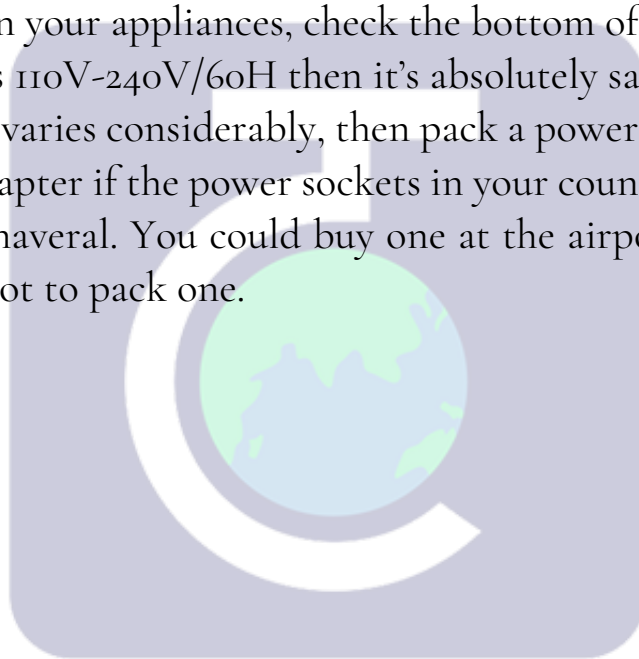 n your appliances, check the bottom of
s 110V-240V/60H then it's absolutely sa
varies considerably, then pack a power
apter if the power sockets in your coun
naveral. You could buy one at the airpo
ot to pack one.